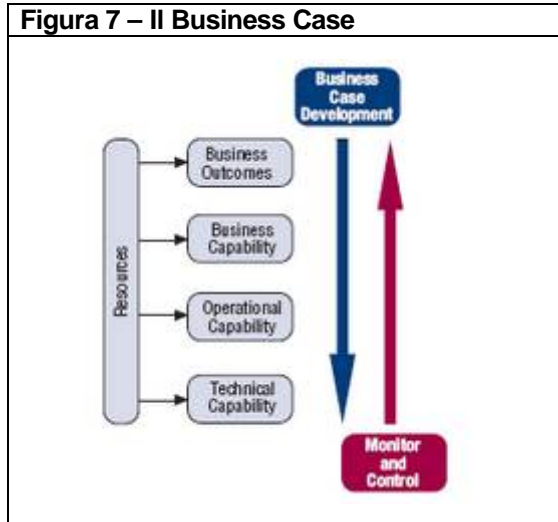 Figura 7 – Il Business Case
Business
Case
Development
Resources
Business
Outcomes
Business
Capability
Operational
Capability
Technical
Capability
Monitor
and
Control